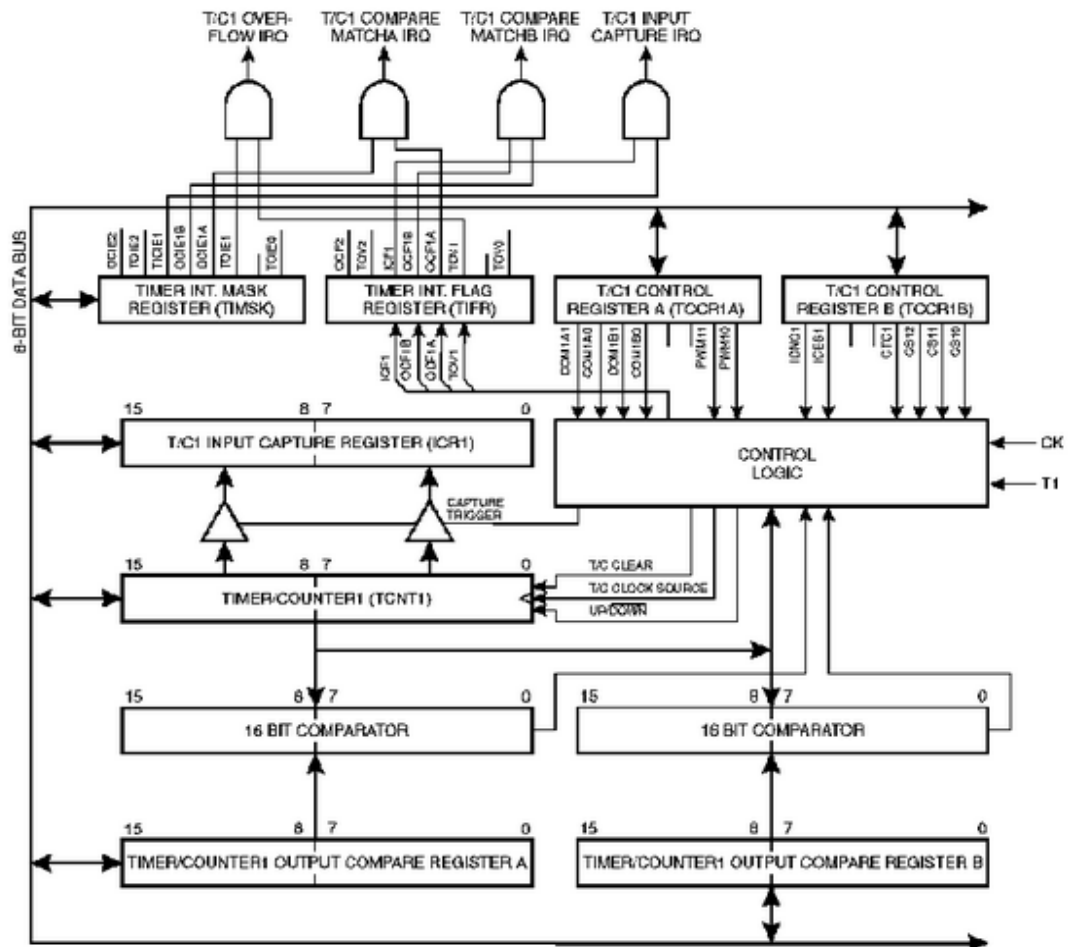 T/C1 OVER-
FLOW IRQ
T/C1 COMPARE
MATCHA IRQ
T/C1 COMPARE
MATCHB IRQ
T/C1 INPUT
CAPTURE IRQ
8-BIT DATA BUS
OCIE2
TOIE2
TICIE1
OCIE1B
OCIE1A
TOIE1
TOIE0
OCF2
TOV2
ICF1
OCF1B
OCF1A
TOV1
TOV0
TIMER INT. MASK
REGISTER (TIMSK)
TIMER INT. FLAG
REGISTER (TIFR)
T/C1 CONTROL
REGISTER A (TCCR1A)
T/C1 CONTROL
REGISTER B (TCCR1B)
ICF1
OCF1B
OCF1A
TOV1
COM1A1
COM1A0
COM1B1
COM1B0
PWM11
PWM10
ICNC1
ICES1
CTC1
CS12
CS11
CS10
15 8 7 0
T/C1 INPUT CAPTURE REGISTER (ICR1)
CONTROL
LOGIC
CK
T1
CAPTURE
TRIGGER
15 8 7 0
TIMER/COUNTER1 (TCNT1)
T/C CLEAR
T/C CLOCK SOURCE
UP/DOWN
15 8 7 0
16 BIT COMPARATOR
15 8 7 0
16 BIT COMPARATOR
15 8 7 0
TIMER/COUNTER1 OUTPUT COMPARE REGISTER A
15 8 7 0
TIMER/COUNTER1 OUTPUT COMPARE REGISTER B